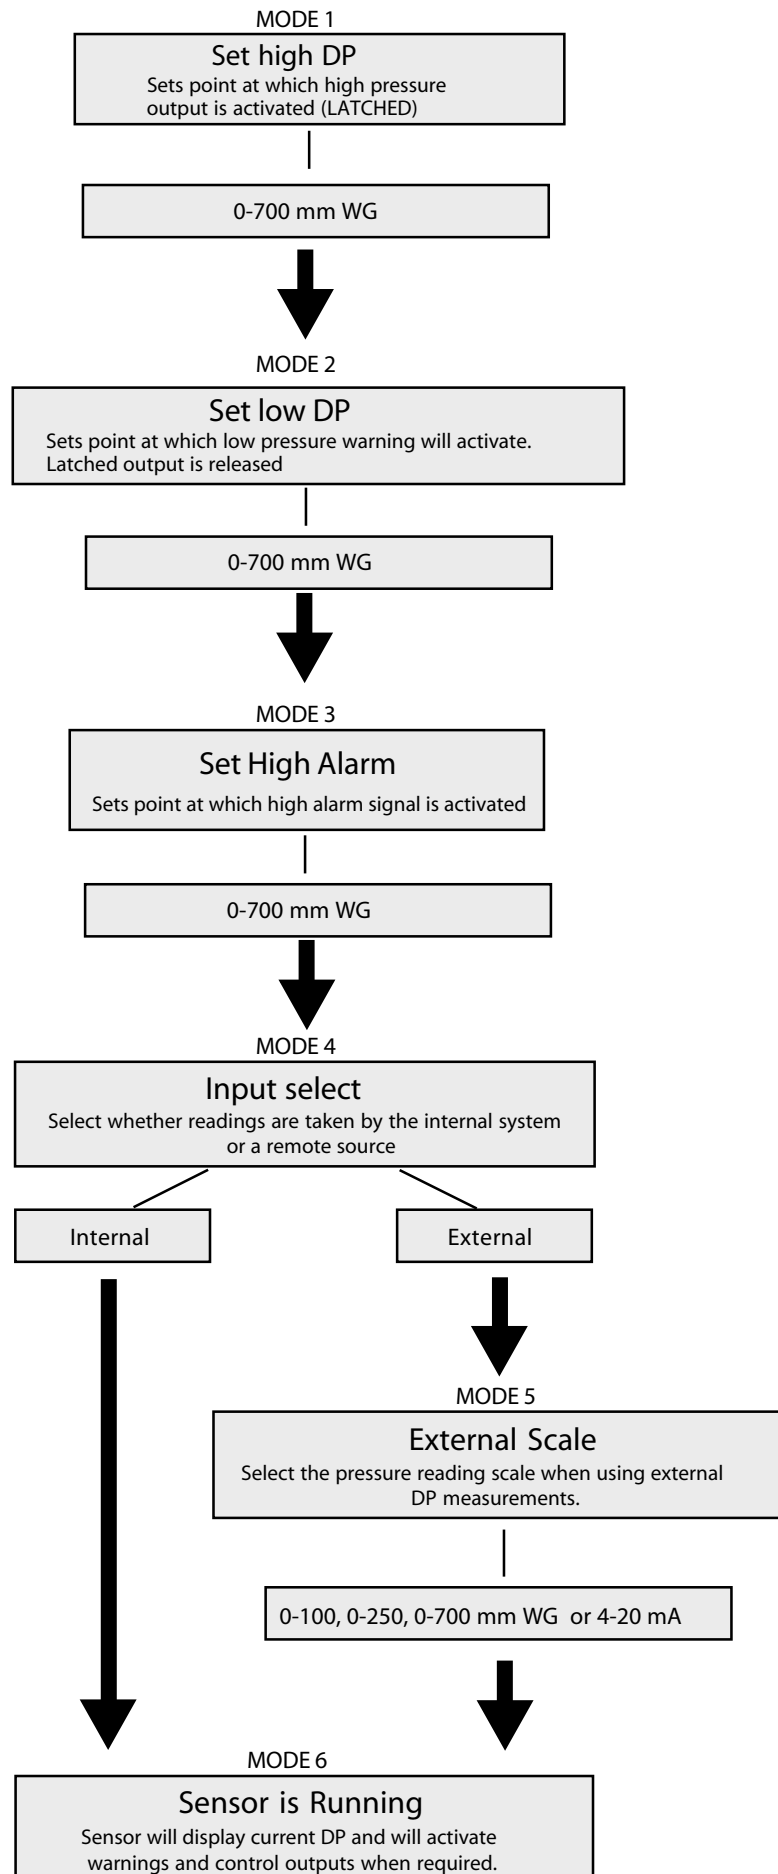 MODE 1
Set high DP
Sets point at which high pressure
output is activated (LATCHED)
0-700 mm WG
MODE 2
Set low DP
Sets point at which low pressure warning will activate.
Latched output is released
0-700 mm WG
MODE 3
Set High Alarm
Sets point at which high alarm signal is activated
0-700 mm WG
MODE 4
Input select
Select whether readings are taken by the internal system
or a remote source
Internal
External
MODE 5
External Scale
Select the pressure reading scale when using external
DP measurements.
0-100, 0-250, 0-700 mm WG or 4-20 mA
MODE 6
Sensor is Running
Sensor will display current DP and will activate
warnings and control outputs when required.